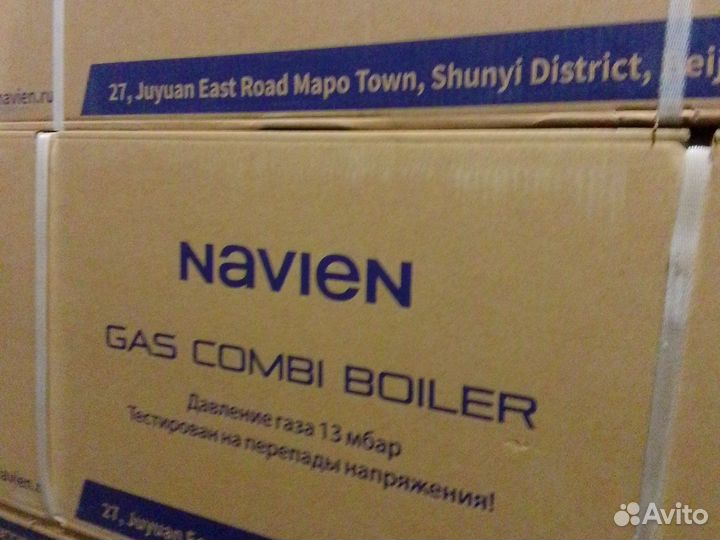 navien.ru
27, Juyuan East Road Mapo Town, Shunyi District,
NAVIEN
GAS COMBI BOILER
Давление газа 13 мбар
Тестирован на перепады напряжения!
27, Juyuan
Avito